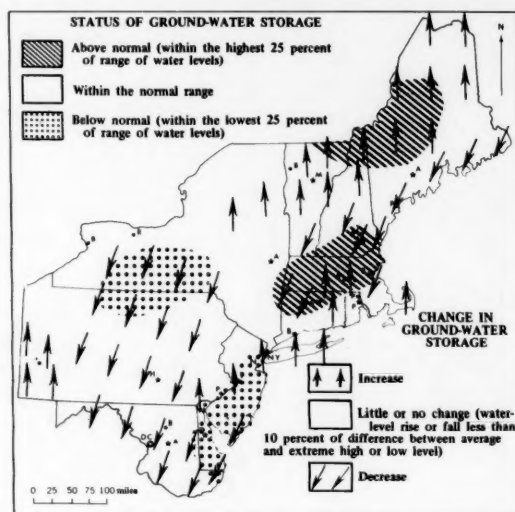 STATUS OF GROUND-WATER STORAGE
Above normal (within the highest 25 percent
of range of water levels)
Within the normal range
Below normal (within the lowest 25 percent
of range of water levels)
N
B
M
A
A
B
R
H
NY
B
B
A
DC
CHANGE IN
GROUND-WATER
STORAGE
Increase
Little or no change (water-
level rise or fall less than
10 percent of difference between average
and extreme high or low level)
Decrease
0 25 50 75 100 miles